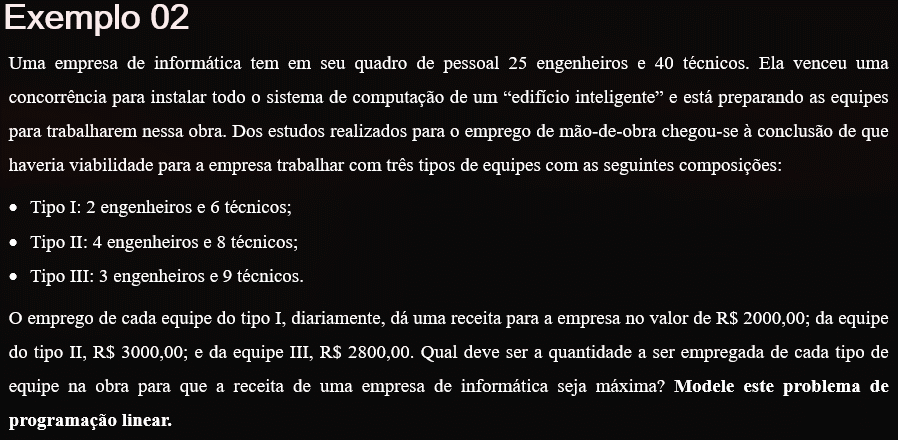 Exemplo 02
Uma empresa de informática tem em seu quadro de pessoal 25 engenheiros e 40 técnicos. Ela venceu uma
concorrência para instalar todo o sistema de computação de um “edifício inteligente” e está preparando as equipes
para trabalharem nessa obra. Dos estudos realizados para o emprego de mão-de-obra chegou-se à conclusão de que
haveria viabilidade para a empresa trabalhar com três tipos de equipes com as seguintes composições:
• Tipo I: 2 engenheiros e 6 técnicos;
• Tipo II: 4 engenheiros e 8 técnicos;
• Tipo III: 3 engenheiros e 9 técnicos.
O emprego de cada equipe do tipo I, diariamente, dá uma receita para a empresa no valor de R$ 2000,00; da equipe
do tipo II, R$ 3000,00; e da equipe III, R$ 2800,00. Qual deve ser a quantidade a ser empregada de cada tipo de
equipe na obra para que a receita de uma empresa de informática seja máxima? Modele este problema de
programação linear.